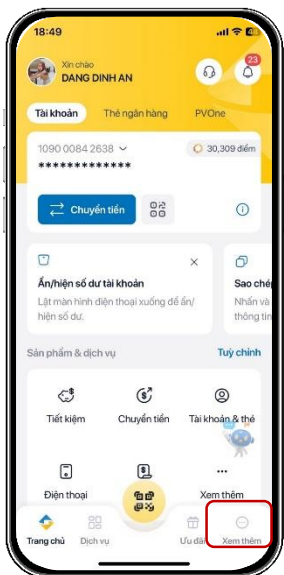 18:49
23
Xin chào
DANG DINH AN
Tài khoản
Thẻ ngân hàng
PVOne
1090 0084 2638
30,309 điểm
*************
Chuyển tiền
Ẩn/hiện số dư tài khoản
Lật màn hình điện thoại xuống để ẩn/
hiện số dư.
Sao chép
Nhấn và
thông tin
Sản phẩm & dịch vụ
Tuỳ chỉnh
Tiết kiệm
Chuyển tiền
Tài khoản & thẻ
Điện thoại
Xem thêm
Trang chủ
Dịch vụ
Ưu đãi
Xem thêm